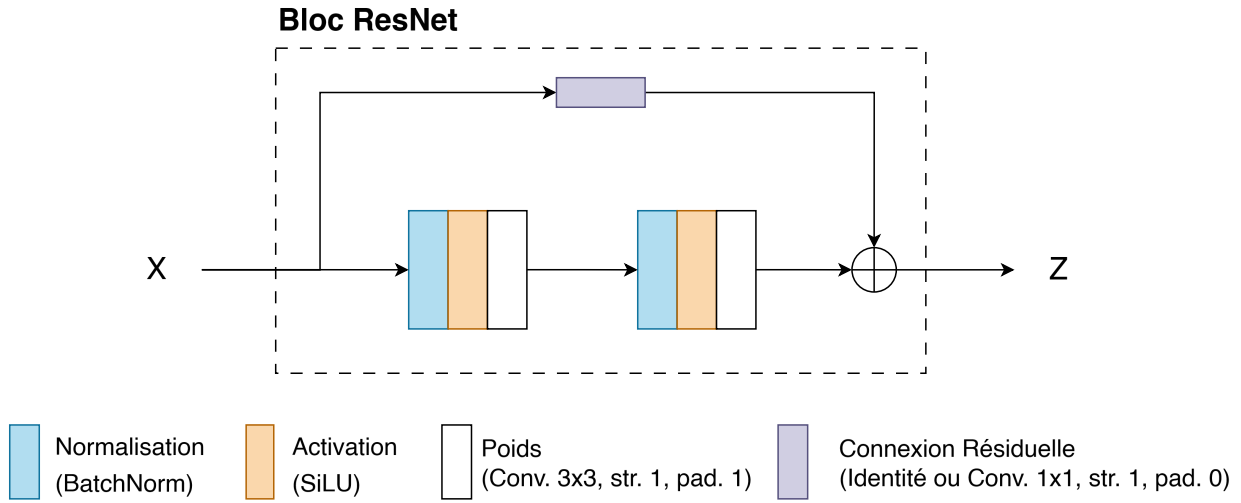 Bloc ResNet
X
Z
Normalisation
(BatchNorm)
Activation
(SiLU)
Poids
(Conv. 3x3, str. 1, pad. 1)
Connexion Résiduelle
(Identité ou Conv. 1x1, str. 1, pad. 0)